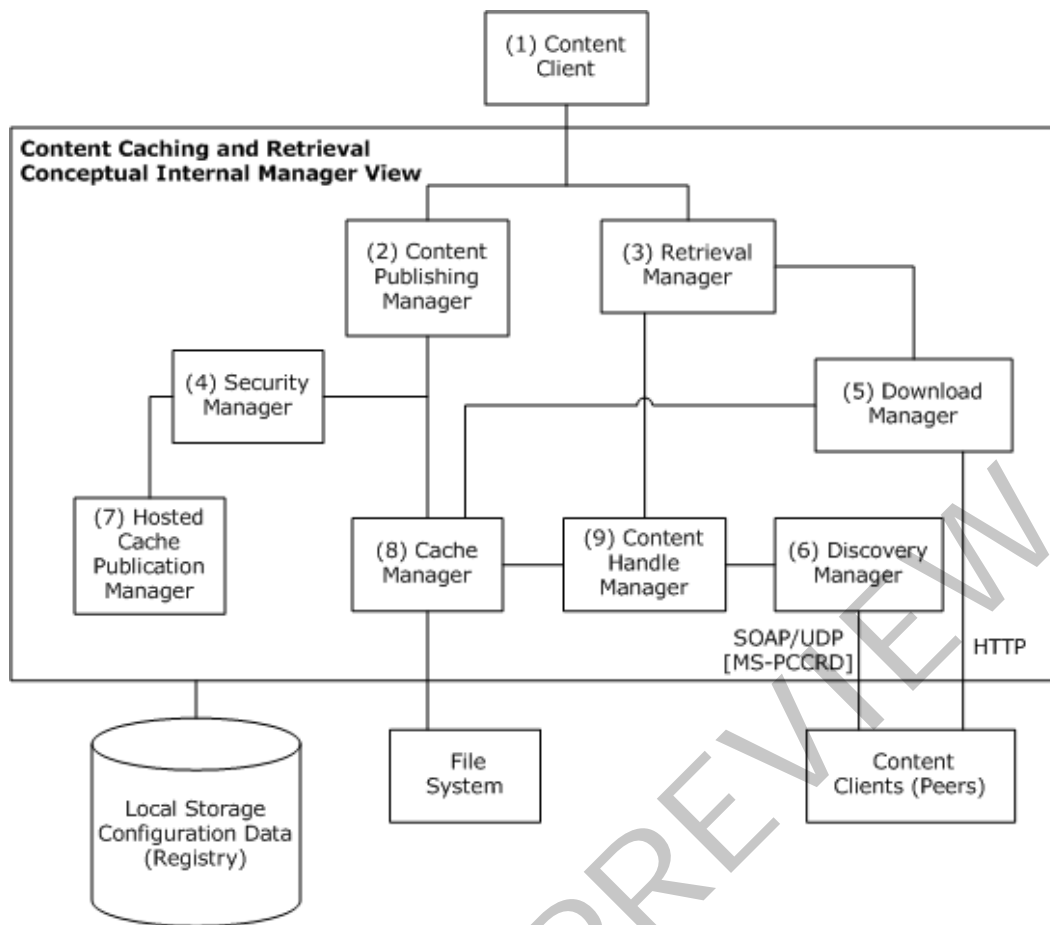 (1) Content
Client
Content Caching and Retrieval
Conceptual Internal Manager View
(2) Content
Publishing
Manager
(3) Retrieval
Manager
(4) Security
Manager
(5) Download
Manager
(7) Hosted
Cache
Publication
Manager
(8) Cache
Manager
(9) Content
Handle
Manager
(6) Discovery
Manager
SOAP/UDP
[MS-PCCRD]
HTTP
Local Storage
Configuration Data
(Registry)
File
System
Content
Clients (Peers)
PREVIEW